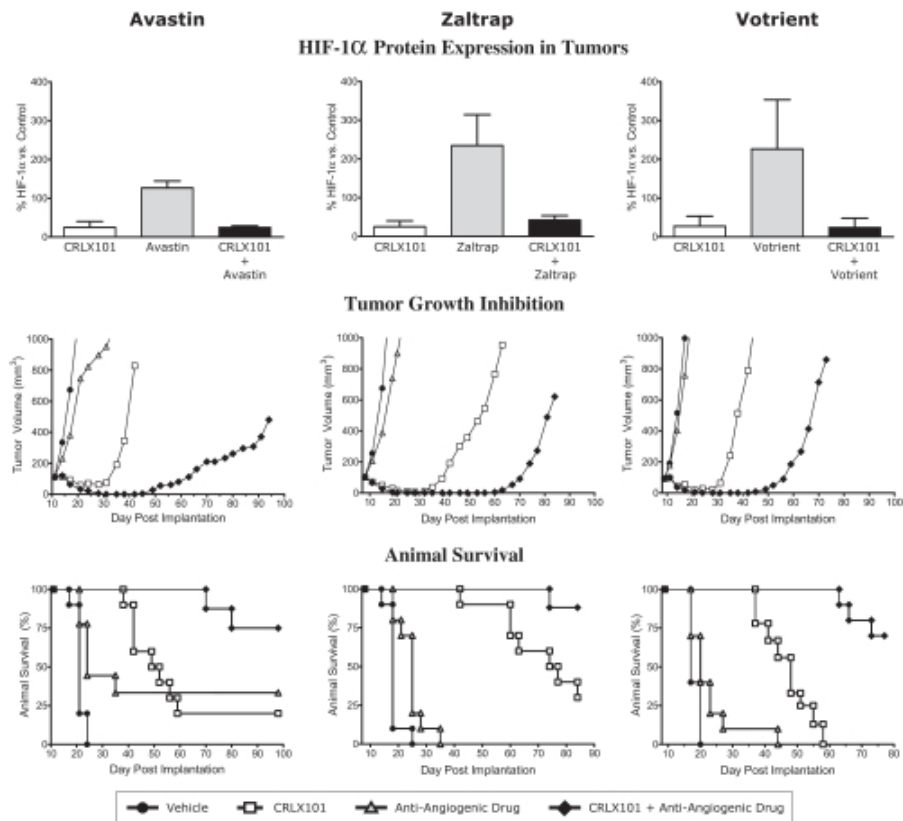 Avastin Zaltrap Votrient
HIF-1α Protein Expression in Tumors
% HIF-1α vs. Control
400
300
200
100
0
CRLX101 Avastin CRLX101
+
Avastin
% HIF-1α vs. Control
400
300
200
100
0
CRLX101 Zaltrap CRLX101
+
Zaltrap
% HIF-1α vs. Control
400
300
200
100
0
CRLX101 Votrient CRLX101
+
Votrient
Tumor Growth Inhibition
Tumor Volume (mm³)
1000
800
600
400
200
0
10 20 30 40 50 60 70 80 90 100
Day Post Implantation
Tumor Volume (mm³)
1000
800
600
400
200
0
10 20 30 40 50 60 70 80 90 100
Day Post Implantation
Tumor Volume (mm³)
1000
800
600
400
200
0
10 20 30 40 50 60 70 80 90 100
Day Post Implantation
Animal Survival
Animal Survival (%)
100
75
50
25
0
10 20 30 40 50 60 70 80 90 100
Day Post Implantation
Animal Survival (%)
100
75
50
25
0
10 20 30 40 50 60 70 80 90
Day Post Implantation
Animal Survival (%)
100
75
50
25
0
10 20 30 40 50 60 70 80
Day Post Implantation
Vehicle CRLX101 Anti-Angiogenic Drug CRLX101 + Anti-Angiogenic Drug